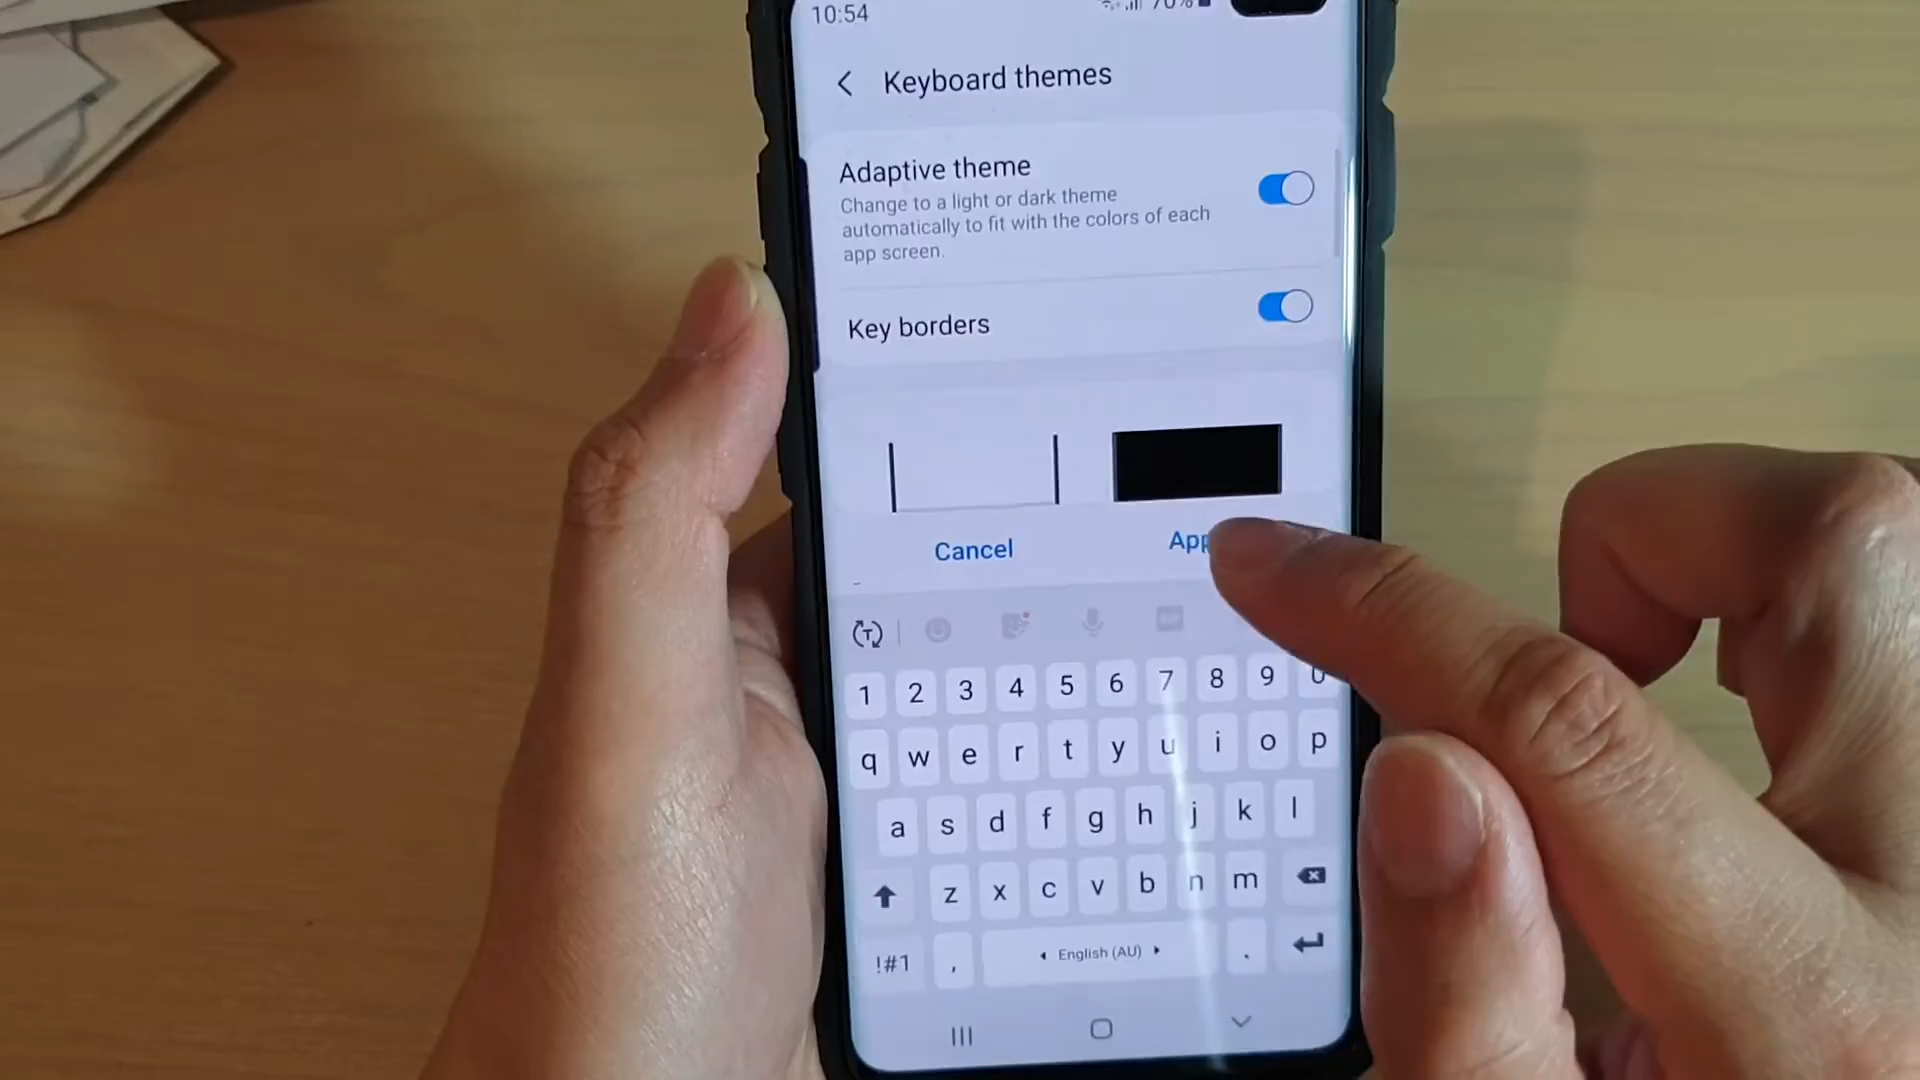 10:54
Keyboard themes
Adaptive theme
Change to a light or dark theme
automatically to fit with the colors of each
app screen.
Key borders
Cancel
1 2 3 4 5 6 7 8 9 0
q w e r t y u i o p
a s d f g h j k l
z x c v b n m
!#1 , English (AU) .